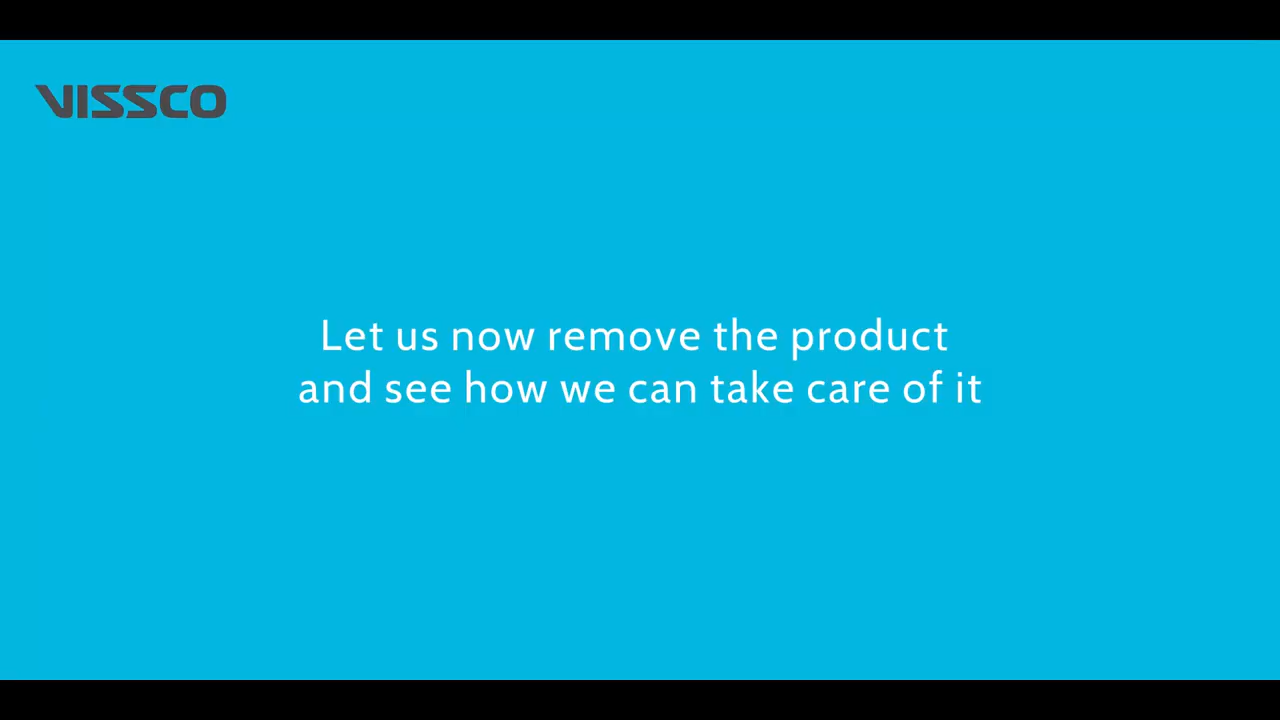 VISSCO
Let us now remove the product
and see how we can take care of it